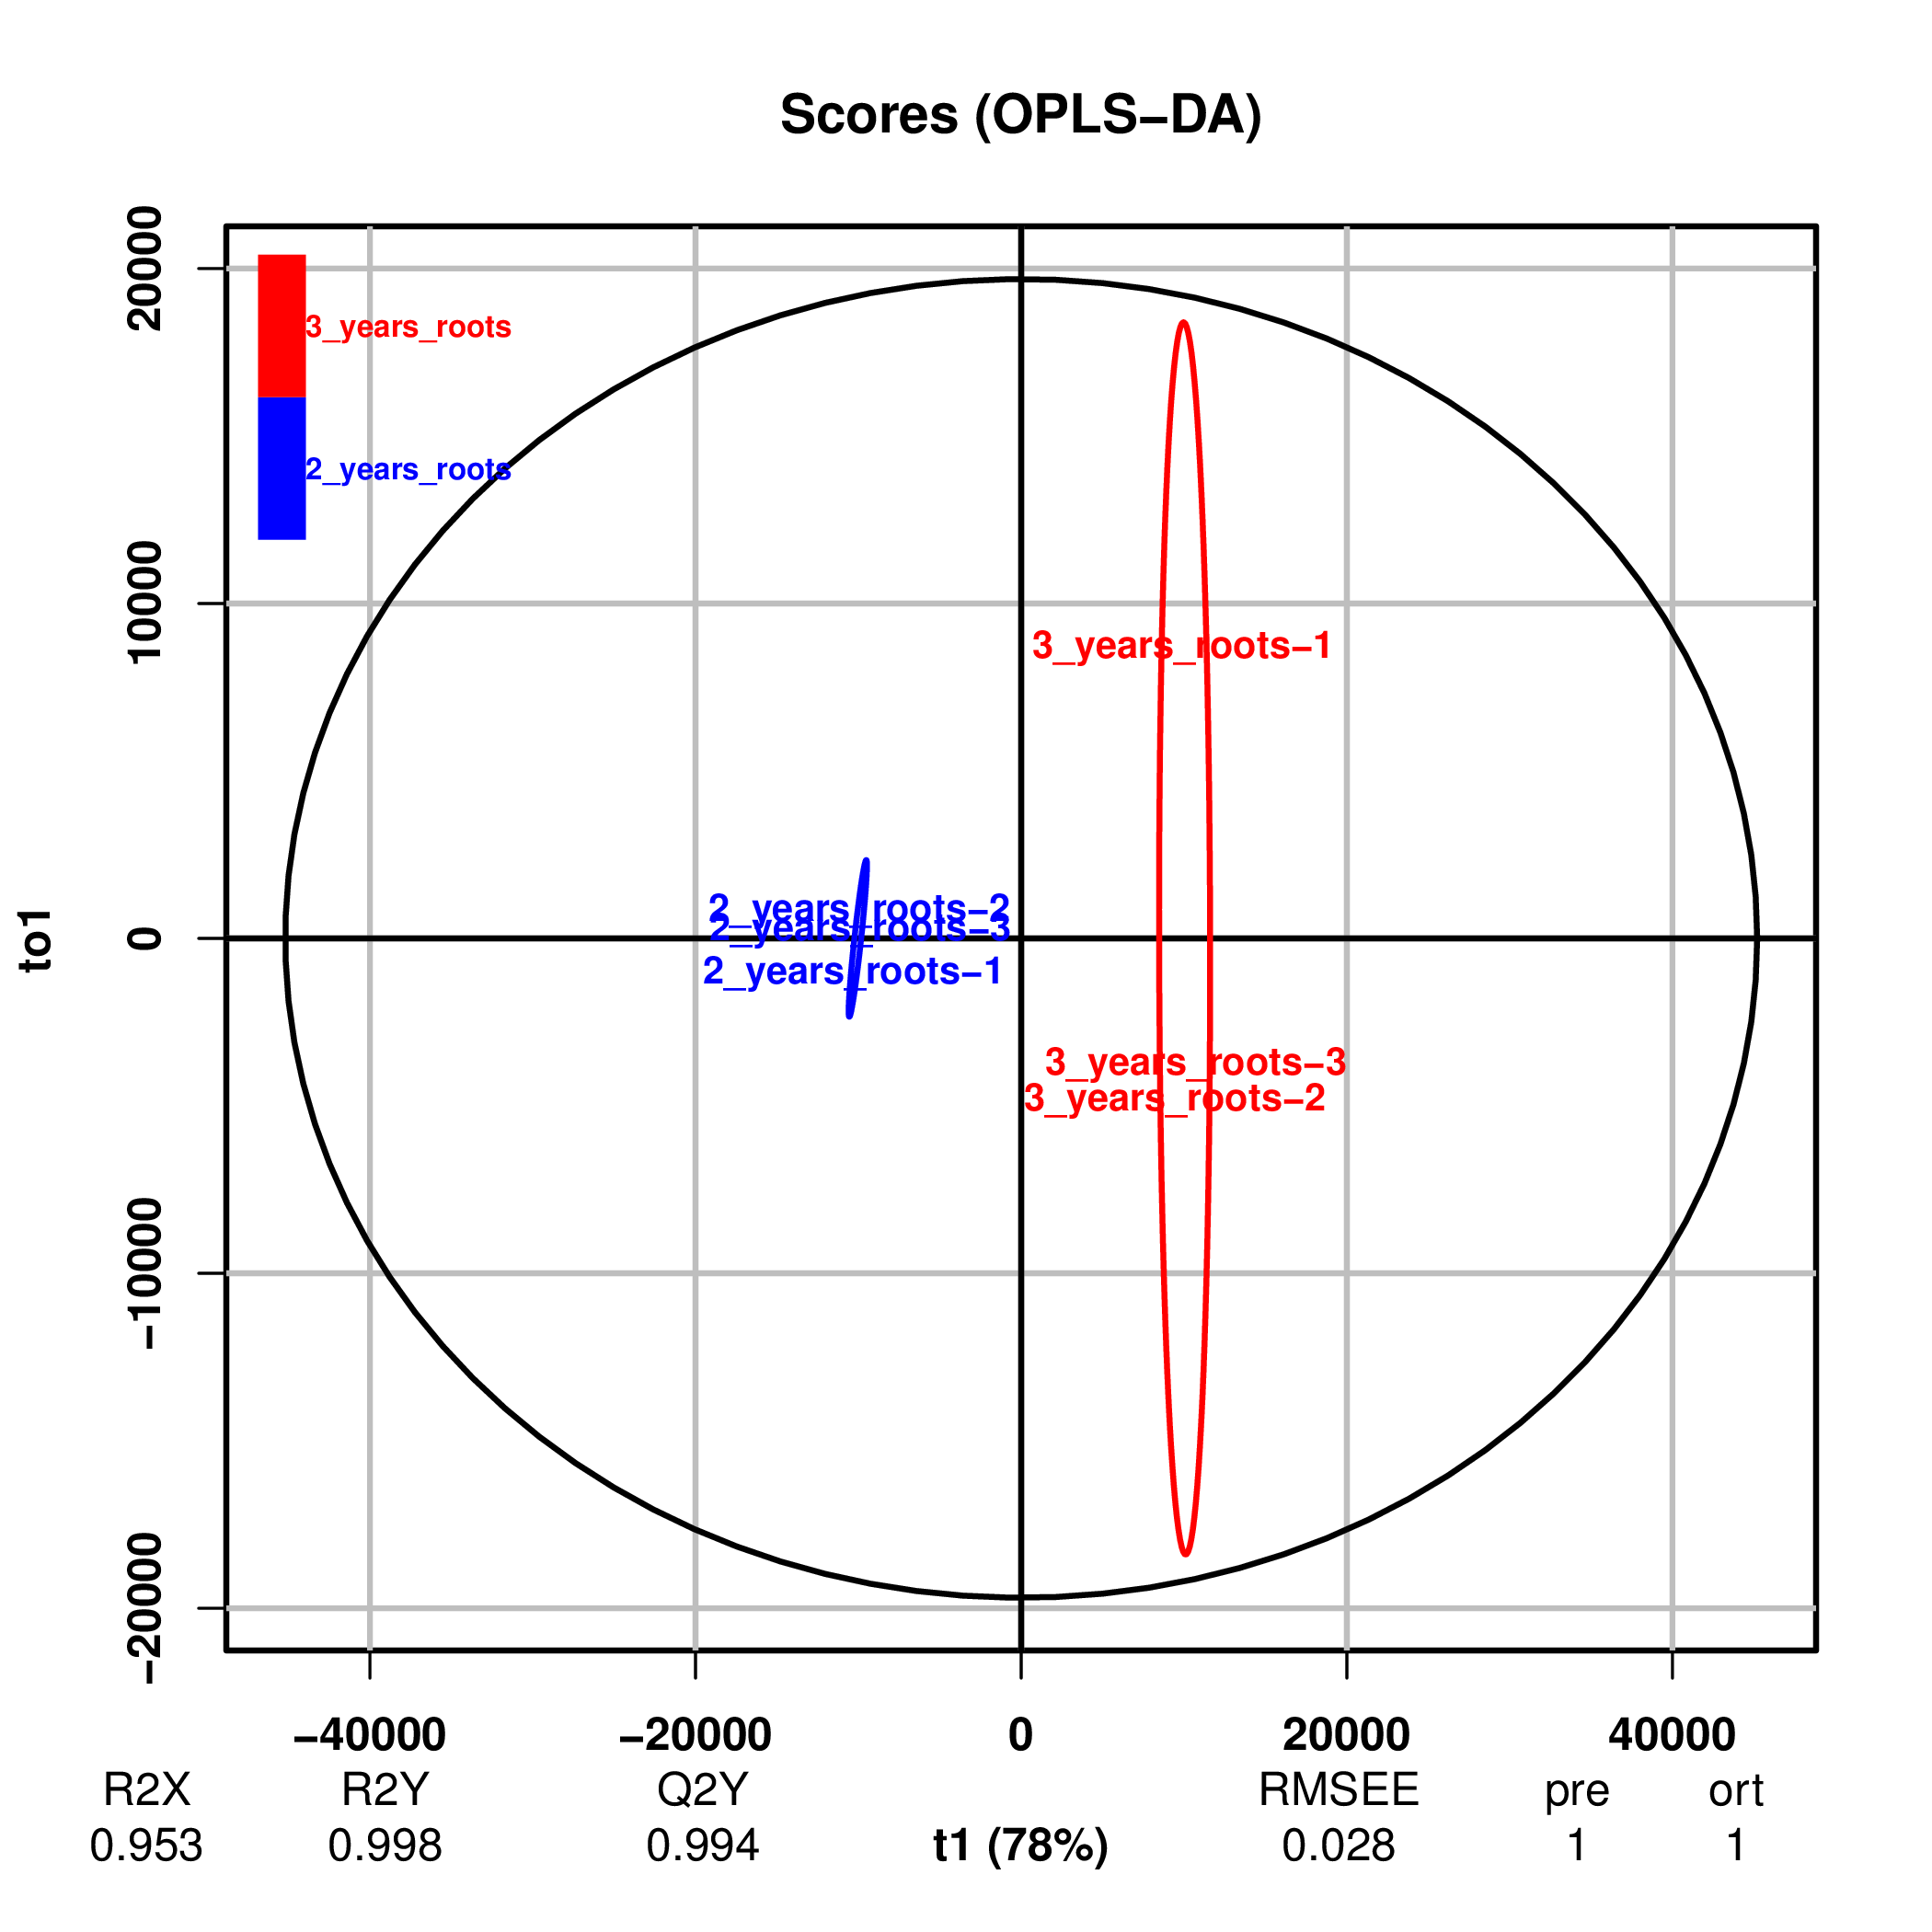 Scores (OPLS−DA)
20000
10000
0
−10000
−20000
to1
3_years_roots
2_years_roots
3_years_roots−1
2_years_roots−2
2_years_roots−3
2_years_roots−1
3_years_roots−3
3_years_roots−2
−40000 −20000 0 20000 40000
R2X R2Y Q2Y RMSEE pre ort
0.953 0.998 0.994 t1 (78%) 0.028 1 1